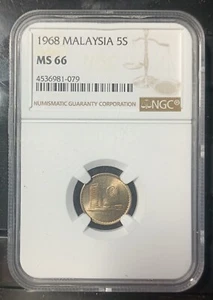 1968 MALAYSIA 5S
MS 66
4536981-079
NUMISMATIC GUARANTY CORPORATION
NGC®